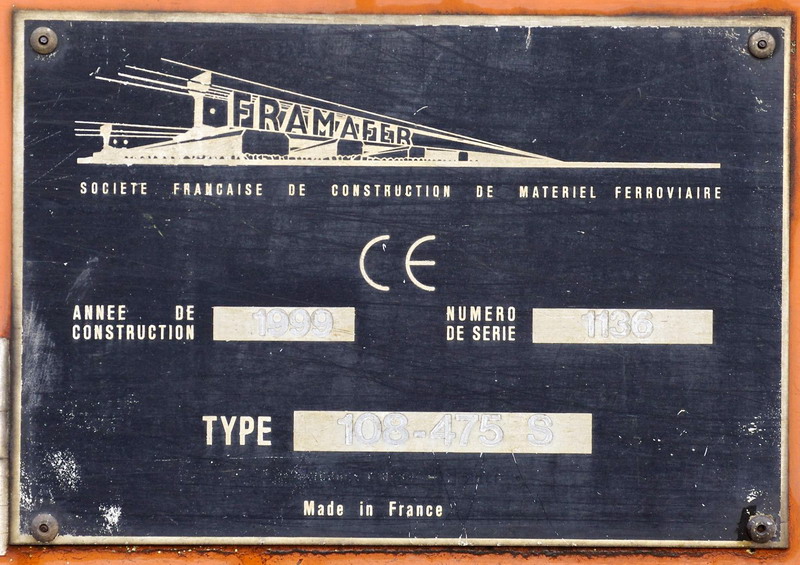 FRAMAFER
SOCIETE FRANCAISE DE CONSTRUCTION DE MATERIEL FERROVIAIRE
CE
ANNEE DE CONSTRUCTION 1999
NUMERO DE SERIE 1136
TYPE 108-475 S
Made in France